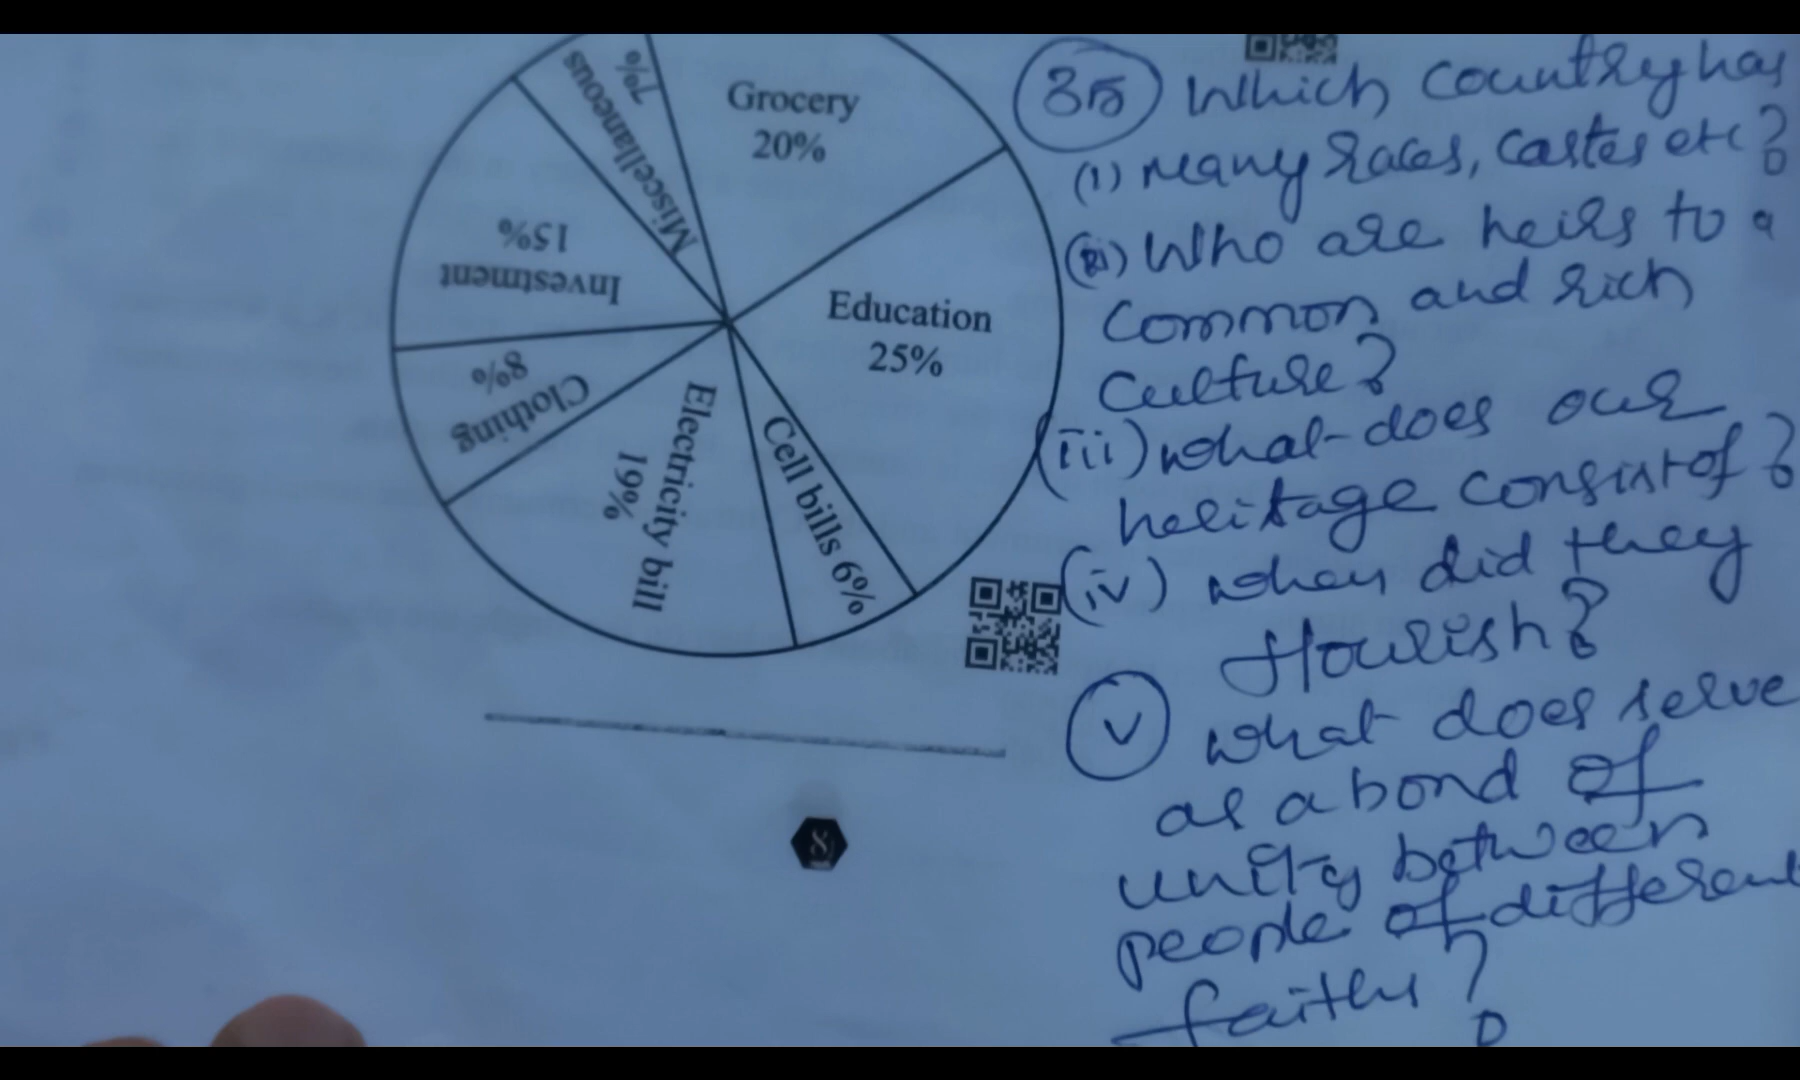 Grocery
20%
Education
25%
Cell bills 6%
Electricity bill
19%
Clothing
8%
Investment
15%
Miscellaneous
7%
35 Which country has
(i) many races, castes etc?
(ii) Who are heirs to a
common and rich
culture?
(iii) what does our
heritage consist of?
(iv) when did they
flourish?
V what does serve
as a bond of
unity between
people of different
faiths?